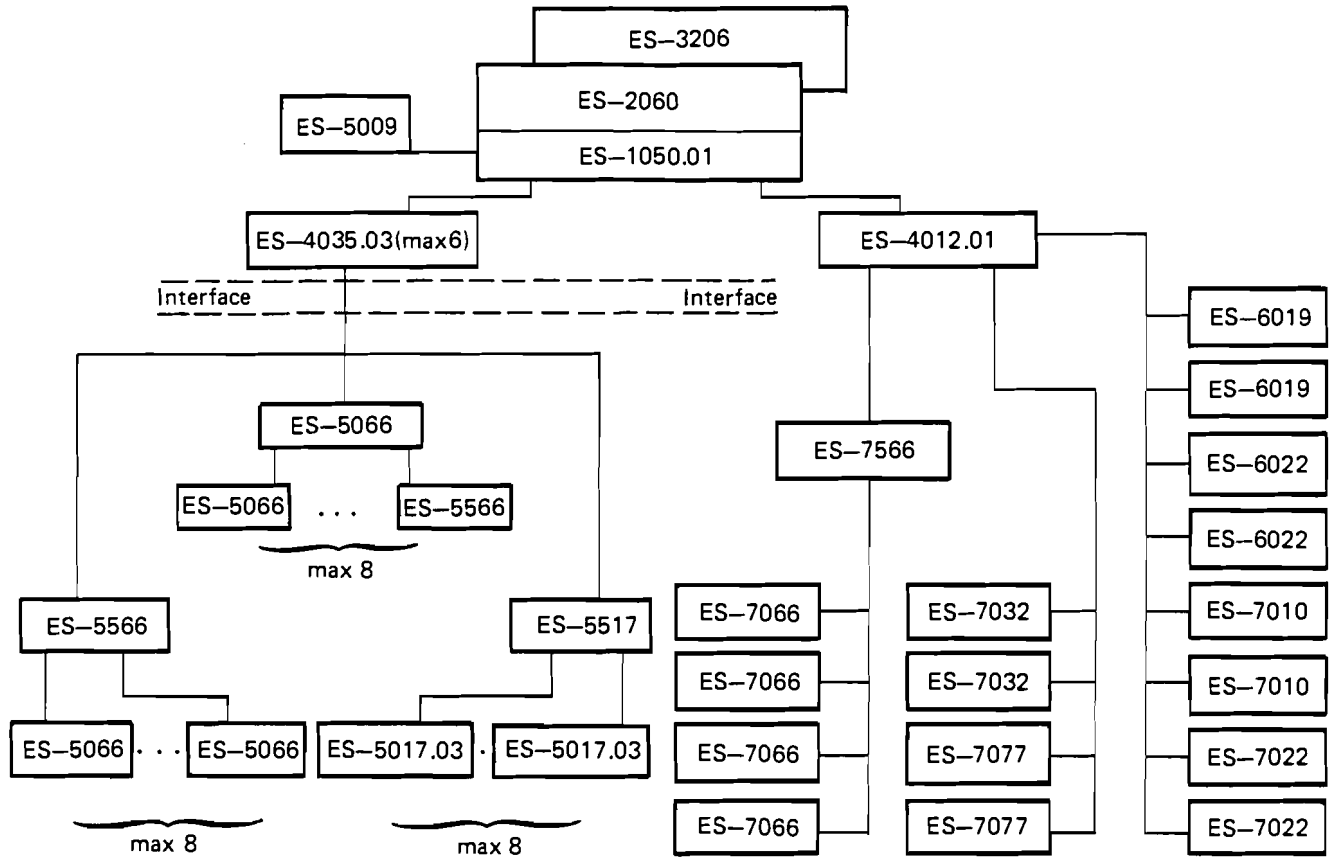 ES–3206
ES–2060
ES–5009
ES–1050.01
ES–4035.03(max6)
ES–4012.01
Interface
Interface
ES–6019
ES–6019
ES–5066
ES–7566
ES–6022
ES–5066
. . .
ES–5566
ES–6022
max 8
ES–5566
ES–5517
ES–7066
ES–7032
ES–7010
ES–7066
ES–7032
ES–7010
ES–5066
. . .
ES–5066
ES–5017.03
.
ES–5017.03
ES–7066
ES–7077
ES–7022
ES–7066
ES–7077
ES–7022
max 8
max 8